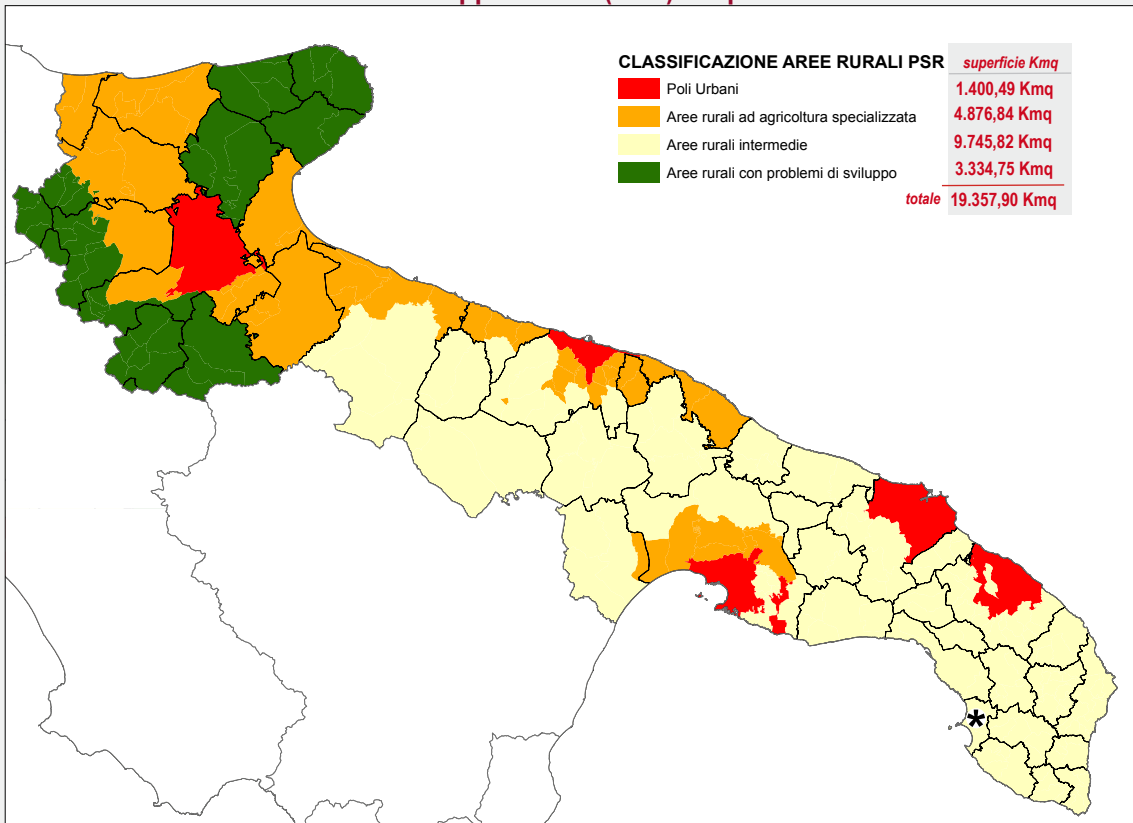 CLASSIFICAZIONE AREE RURALI PSR superficie Kmq
Poli Urbani 1.400,49 Kmq
Aree rurali ad agricoltura specializzata 4.876,84 Kmq
Aree rurali intermedie 9.745,82 Kmq
Aree rurali con problemi di sviluppo 3.334,75 Kmq
totale 19.357,90 Kmq
*